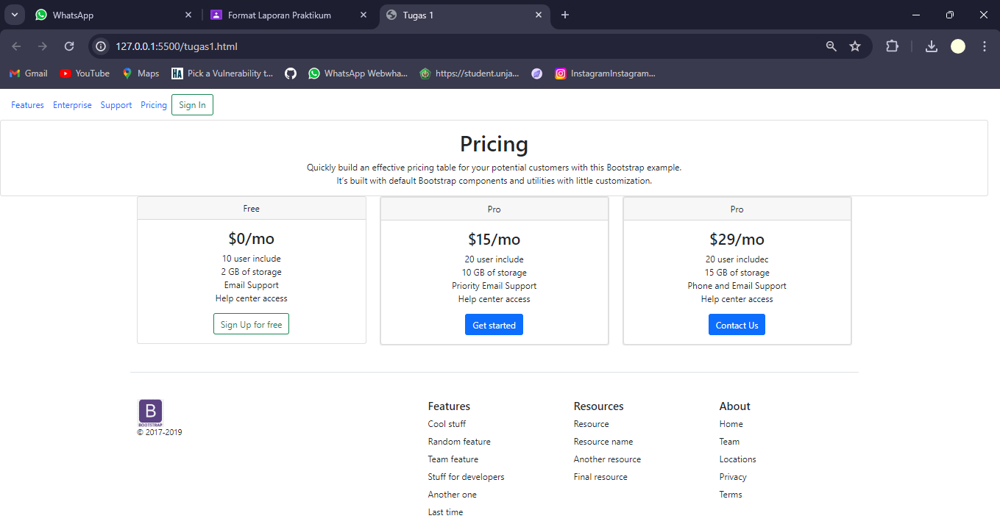 WhatsApp
Format Laporan Praktikum
Tugas 1
127.0.0.1:5500/tugas1.html
Gmail
YouTube
Maps
HA
Pick a Vulnerability t...
WhatsApp Webwha...
https://student.unja...
InstagramInstagram...
Features Enterprise Support Pricing Sign In
Pricing
Quickly build an effective pricing table for your potential customers with this Bootstrap example.
It's built with default Bootstrap components and utilities with little customization.
Free
$0/mo
10 user include
2 GB of storage
Email Support
Help center access
Sign Up for free
Pro
$15/mo
20 user include
10 GB of storage
Priority Email Support
Help center access
Get started
Pro
$29/mo
20 user includec
15 GB of storage
Phone and Email Support
Help center access
Contact Us
B
BOOTSTRAP
© 2017-2019
Features
Cool stuff
Random feature
Team feature
Stuff for developers
Another one
Last time
Resources
Resource
Resource name
Another resource
Final resource
About
Home
Team
Locations
Privacy
Terms